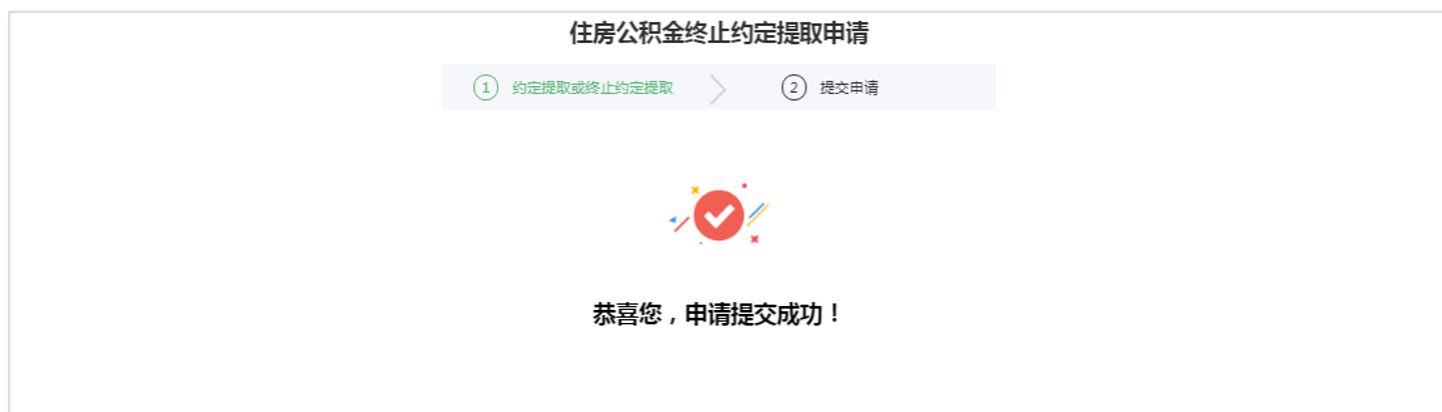 住房公积金终止约定提取申请
1 约定提取或终止约定提取 2 提交申请
恭喜您，申请提交成功！